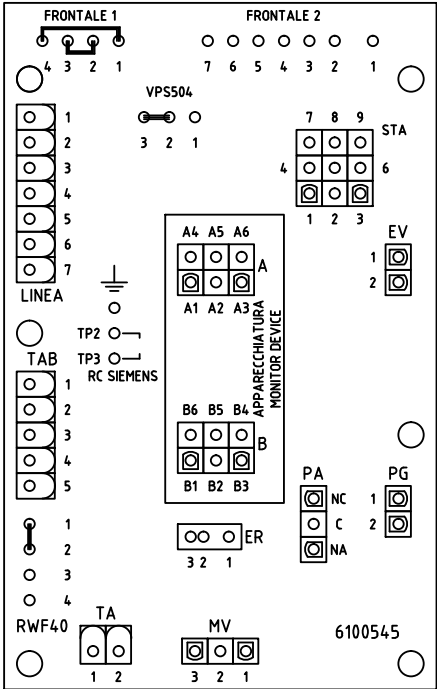 FRONTALE 1
FRONTALE 2
4 3 2 1
7 6 5 4 3 2 1
VPS504
3 2 1
1
2
3
4
5
6
7
LINEA
7 8 9
STA
4 6
1 2 3
EV
1
2
A4 A5 A6
A
A1 A2 A3
APPARECCHIATURA
MONITOR DEVICE
TP2
TP3
RC SIEMENS
TAB
1
2
3
4
5
B6 B5 B4
B
B1 B2 B3
PA
NC
C
NA
PG
1
2
1
2
3
4
RWF40
ER
3 2 1
TA
1 2
MV
3 2 1
6100545